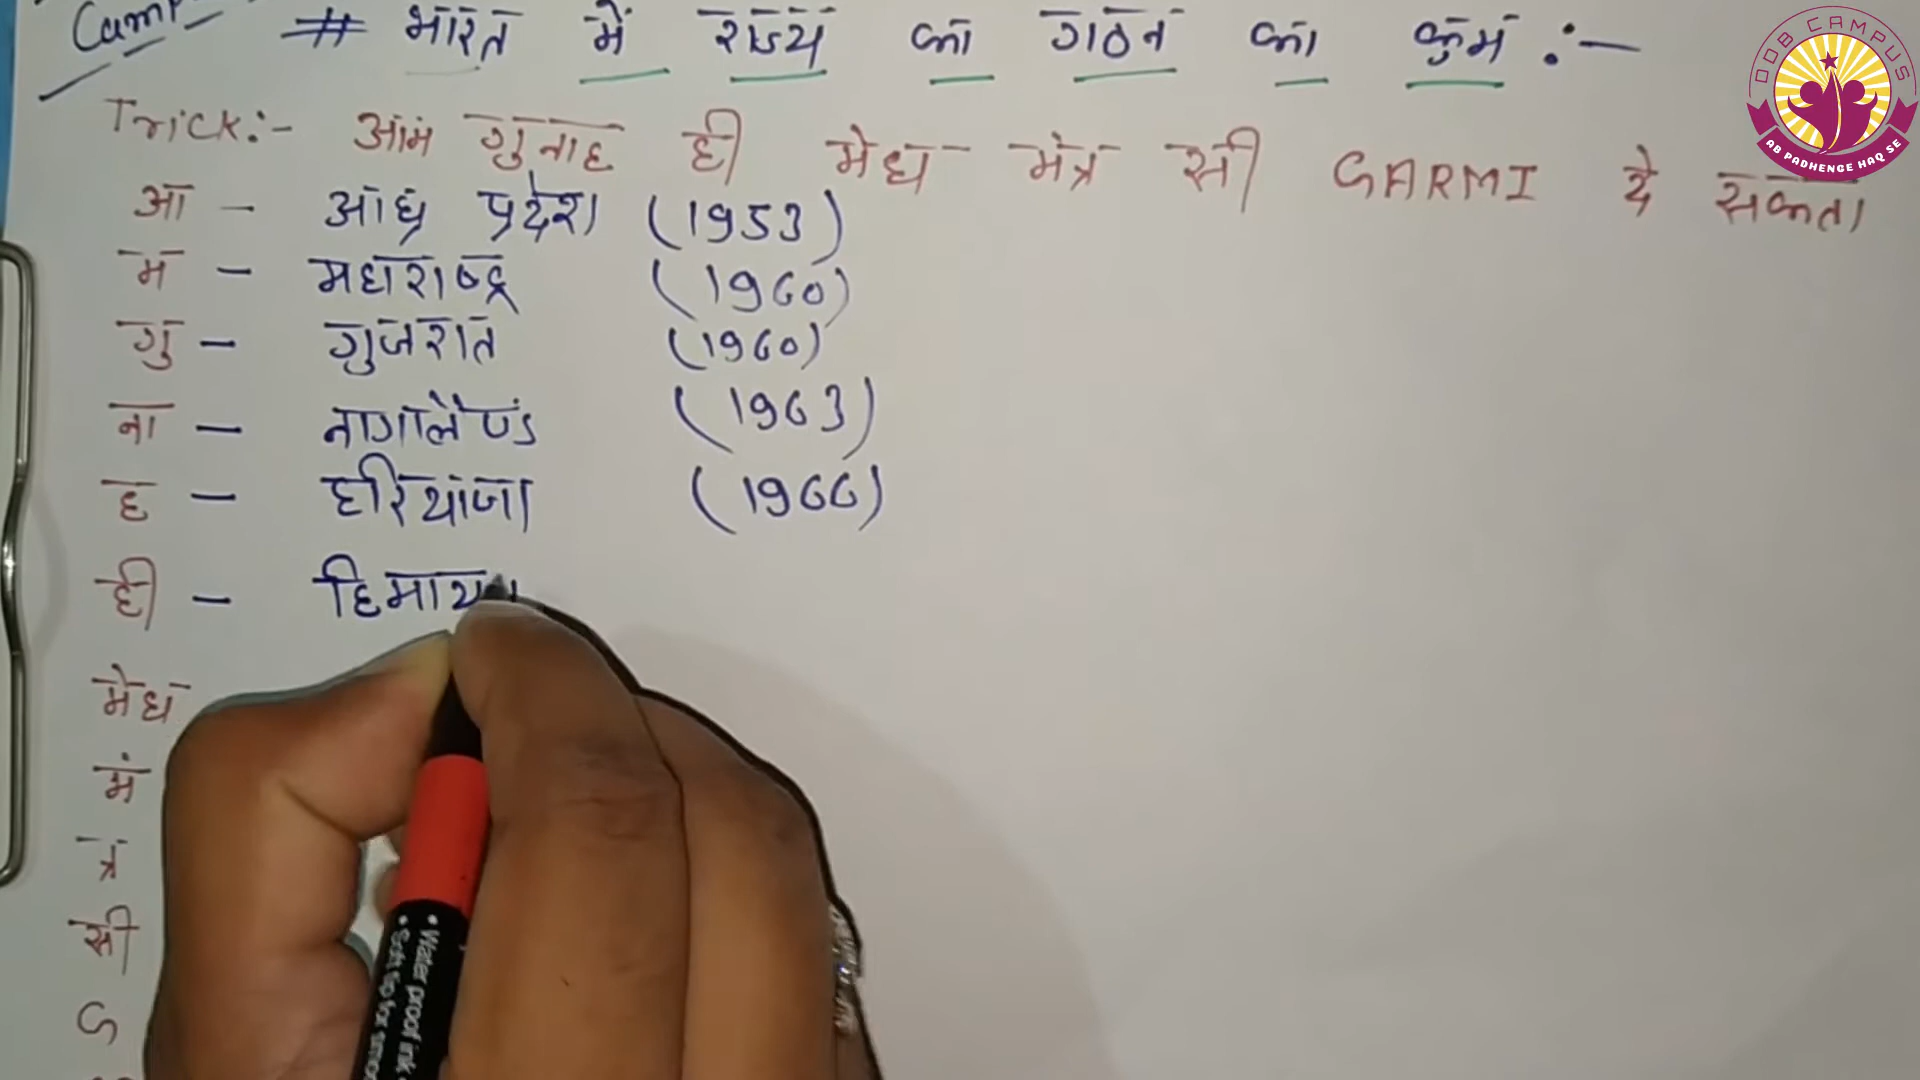 Camp
# भारत में राज्य का गठन का क्रम :-
Trick:- आम गुनाह ही मेघ मंत्र सी GARMI दे सकता
आ - आंध्र प्रदेश (1953)
म - महाराष्ट्र (1960)
गु - गुजरात (1960)
ना - नागालैण्ड (1963)
ह - हरियाणा (1966)
ही - हिमाच
मेघ
मं
त्र
सी
G
DDB CAMPUS
AB PADHENGE HAQ SE
Water proof ink